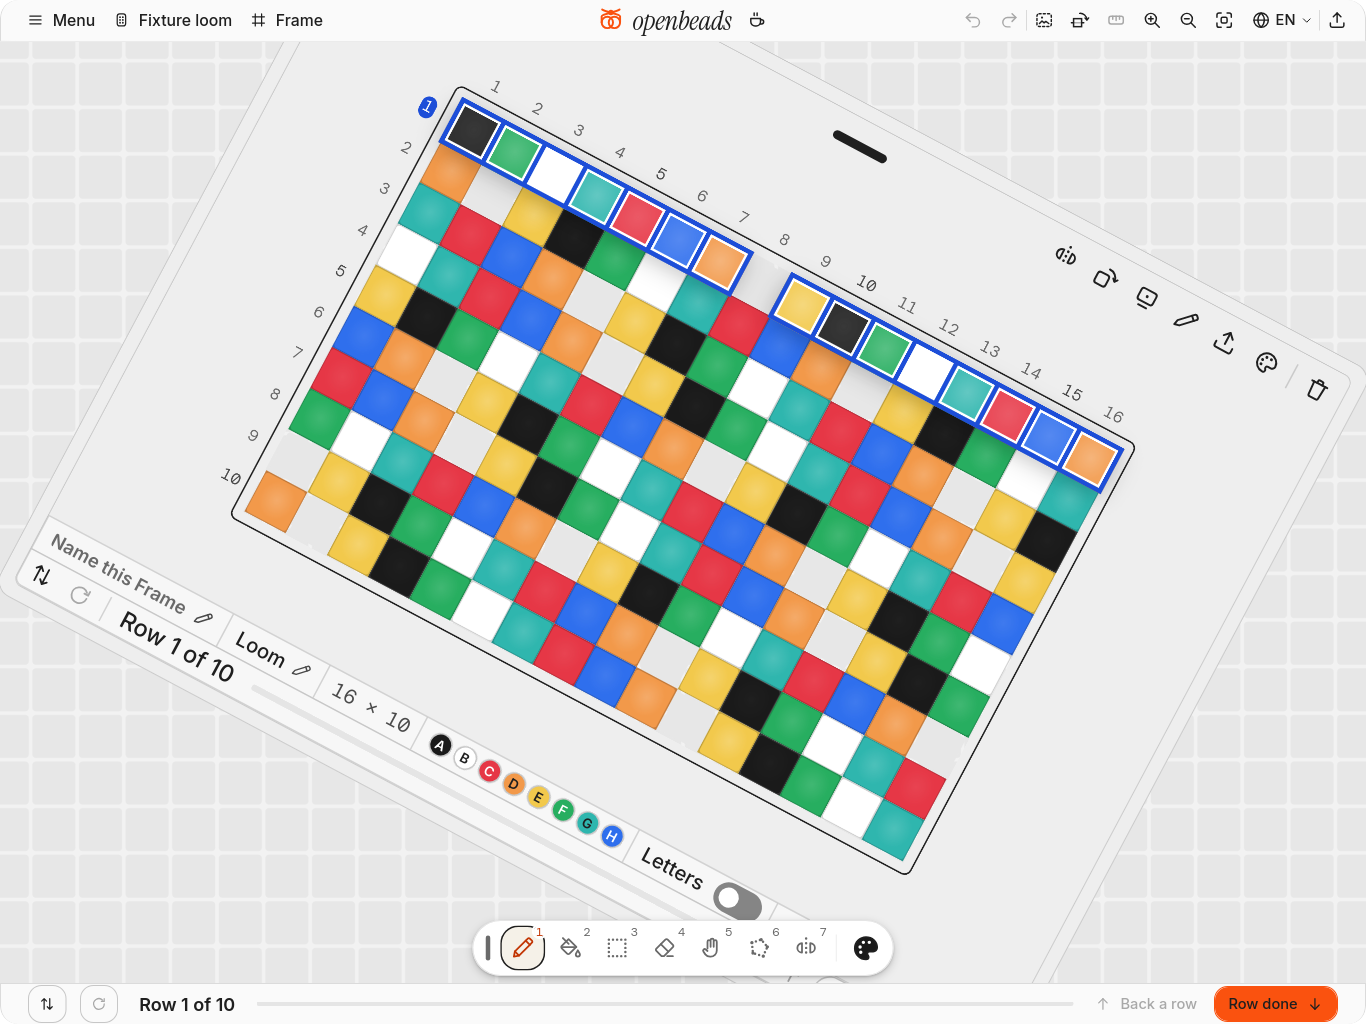 Menu
Fixture loom
Frame
openbeads
EN
1 2 3 4 5 6 7 8 9 10 11 12 13 14 15 16
1
2
3
4
5
6
7
8
9
10
Name this Frame
Loom
16 × 10
A B C D E F G H
Letters
Row 1 of 10
1 2 3 4 5 6 7
Row 1 of 10
Back a row
Row done